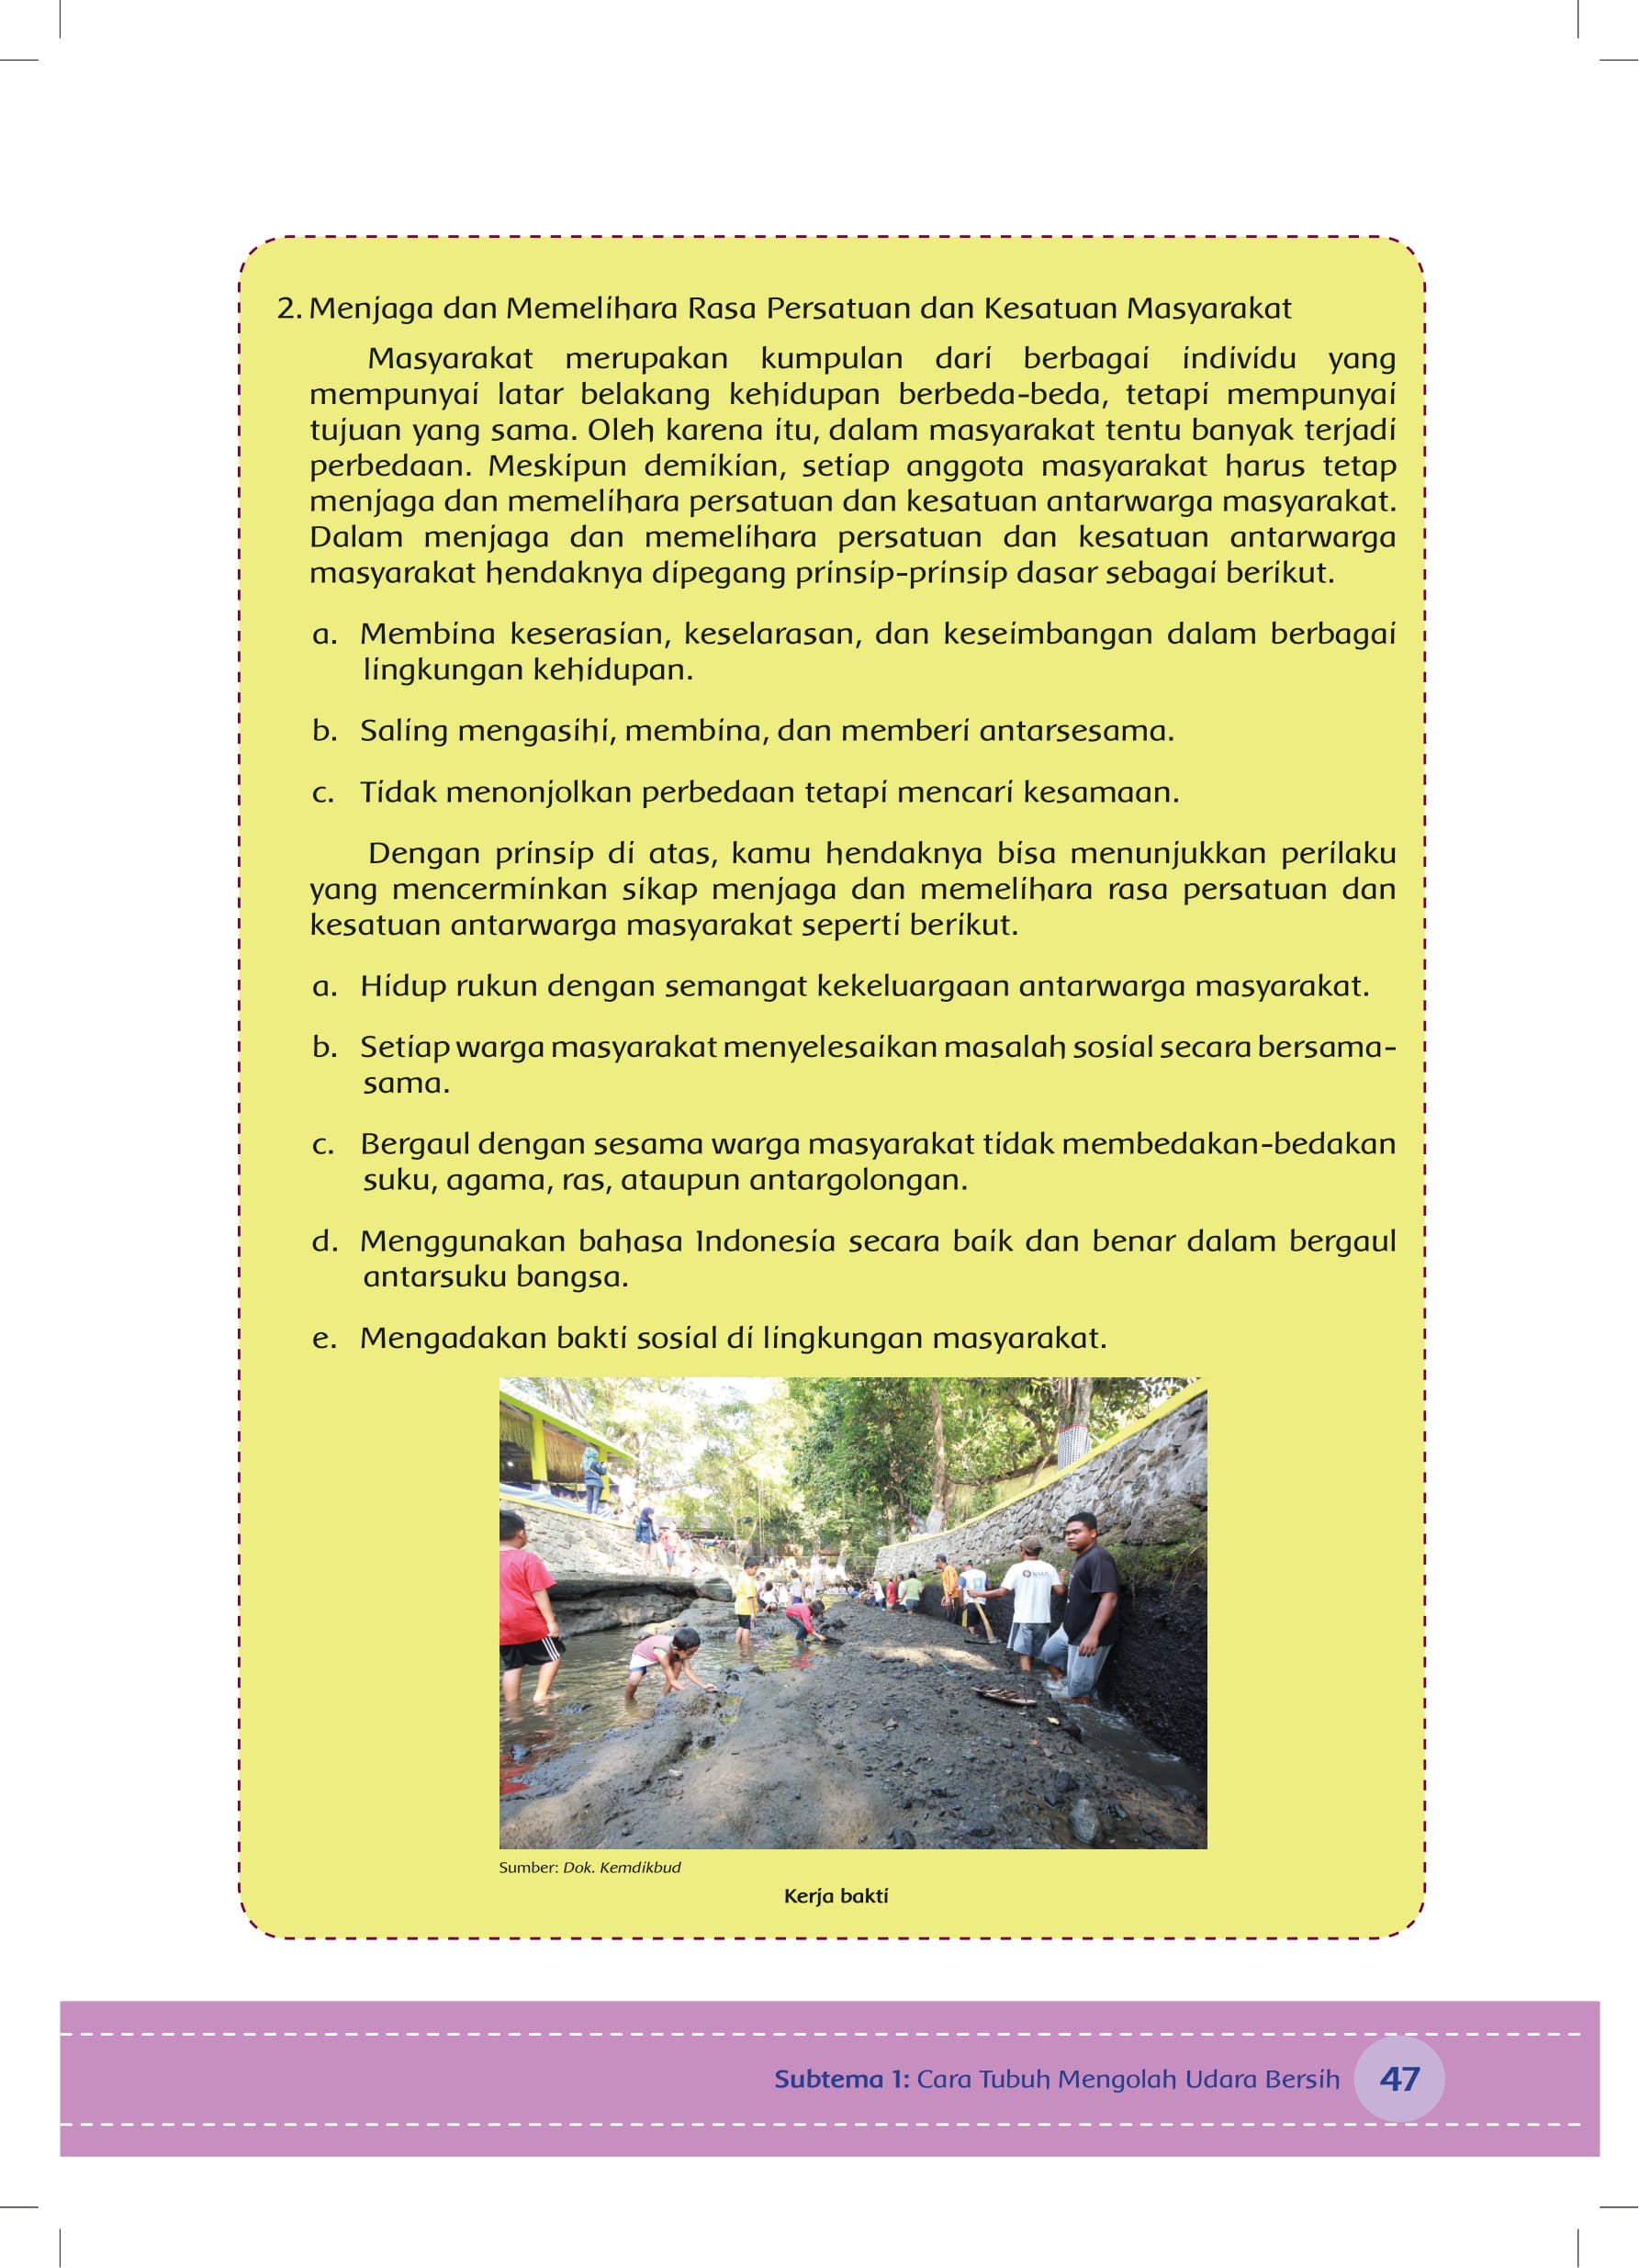 2. Menjaga dan Memelihara Rasa Persatuan dan Kesatuan Masyarakat
Masyarakat merupakan kumpulan dari berbagai individu yang
mempunyai latar belakang kehidupan berbeda-beda, tetapi mempunyai
tujuan yang sama. Oleh karena itu, dalam masyarakat tentu banyak terjadi
perbedaan. Meskipun demikian, setiap anggota masyarakat harus tetap
menjaga dan memelihara persatuan dan kesatuan antarwarga masyarakat.
Dalam menjaga dan memelihara persatuan dan kesatuan antarwarga
masyarakat hendaknya dipegang prinsip-prinsip dasar sebagai berikut.
a. Membina keserasian, keselarasan, dan keseimbangan dalam berbagai
lingkungan kehidupan.
b. Saling mengasihi, membina, dan memberi antarsesama.
c. Tidak menonjolkan perbedaan tetapi mencari kesamaan.
Dengan prinsip di atas, kamu hendaknya bisa menunjukkan perilaku
yang mencerminkan sikap menjaga dan memelihara rasa persatuan dan
kesatuan antarwarga masyarakat seperti berikut.
a. Hidup rukun dengan semangat kekeluargaan antarwarga masyarakat.
b. Setiap warga masyarakat menyelesaikan masalah sosial secara bersama-
sama.
c. Bergaul dengan sesama warga masyarakat tidak membedakan-bedakan
suku, agama, ras, ataupun antargolongan.
d. Menggunakan bahasa Indonesia secara baik dan benar dalam bergaul
antarsuku bangsa.
e. Mengadakan bakti sosial di lingkungan masyarakat.
Sumber: Dok. Kemdikbud
Kerja bakti
Subtema 1: Cara Tubuh Mengolah Udara Bersih 47